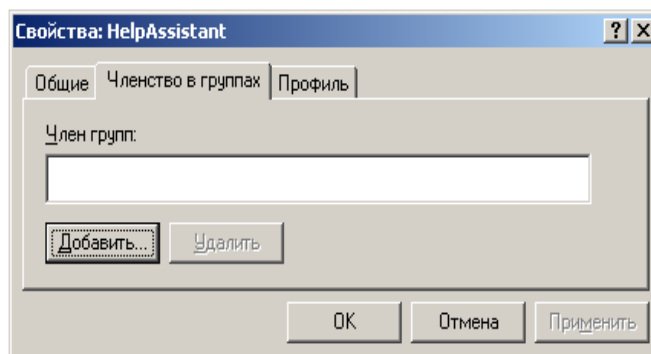 Свойства: HelpAssistant
Общие Членство в группах Профиль
Член групп:
Добавить... Удалить
OK Отмена Применить